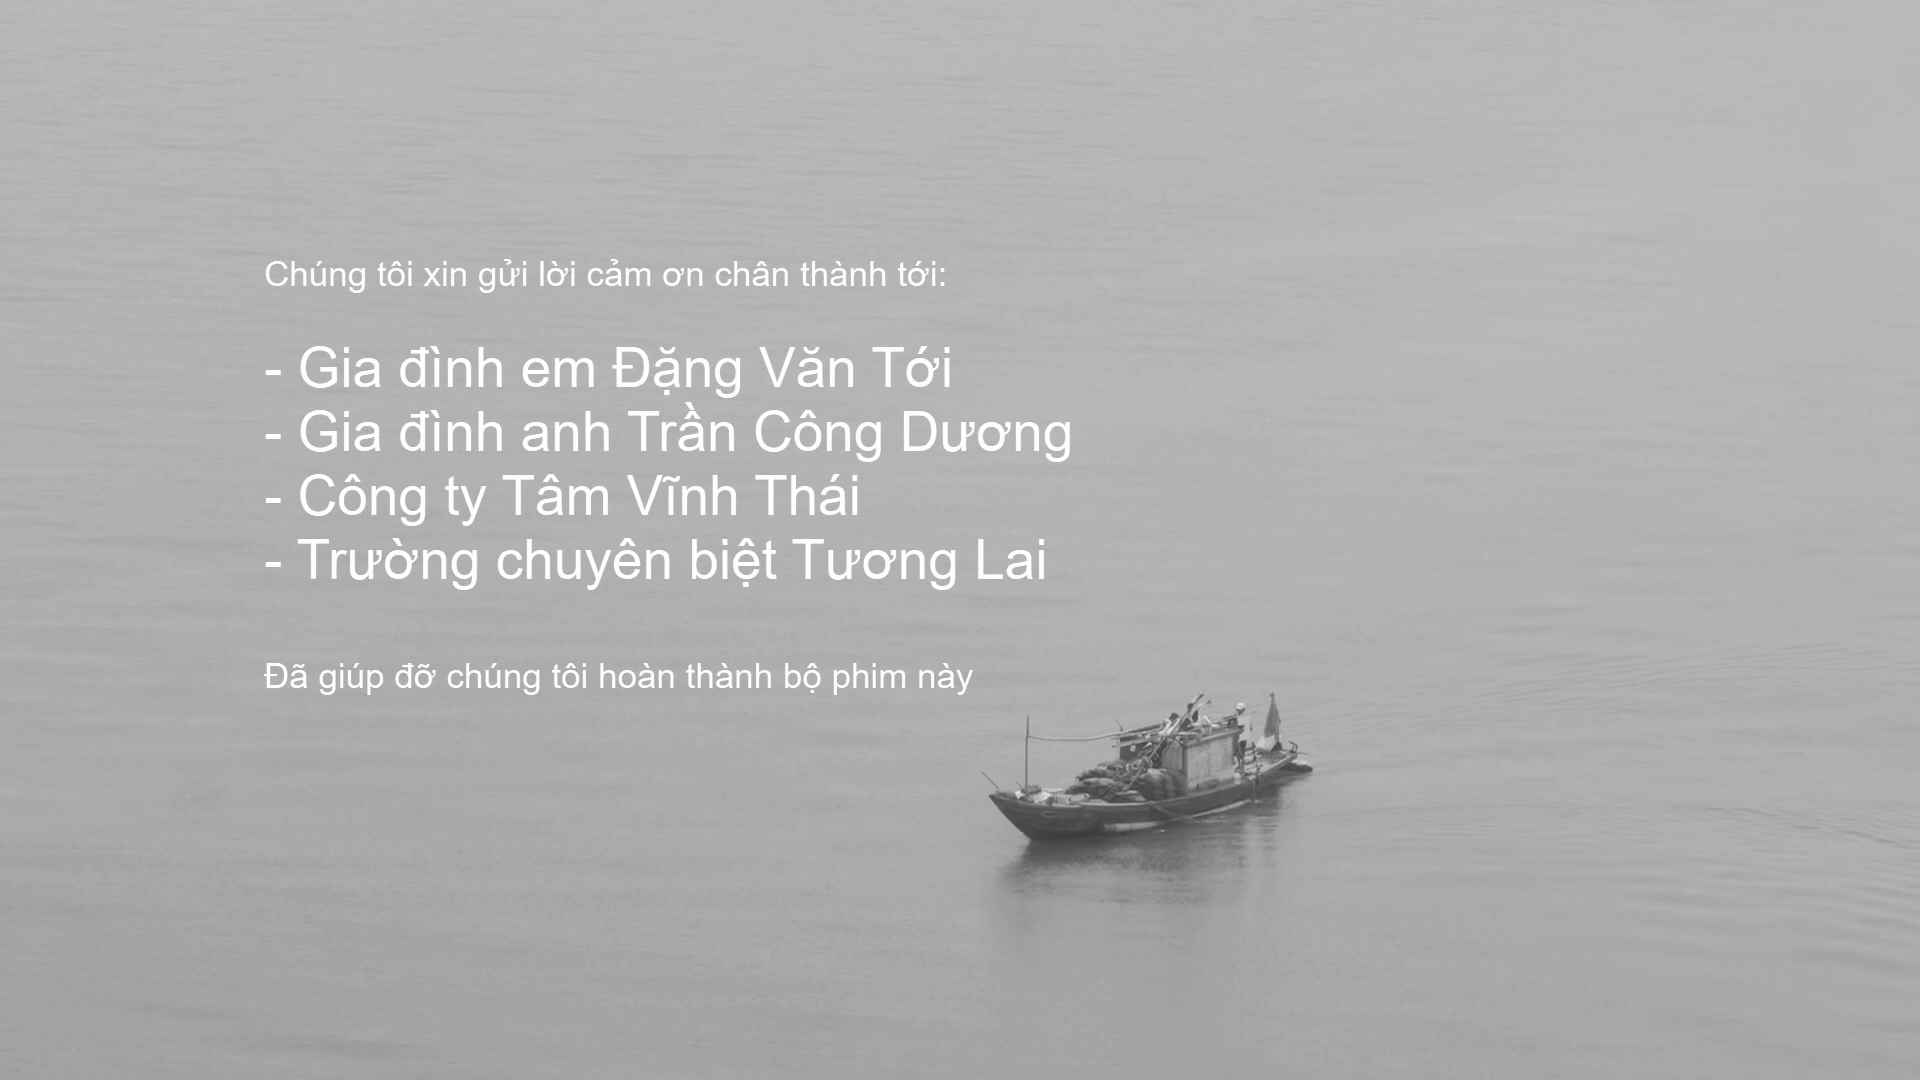 Chúng tôi xin gửi lời cảm ơn chân thành tới:
- Gia đình em Đặng Văn Tới
- Gia đình anh Trần Công Dương
- Công ty Tâm Vĩnh Thái
- Trường chuyên biệt Tương Lai
Đã giúp đỡ chúng tôi hoàn thành bộ phim này